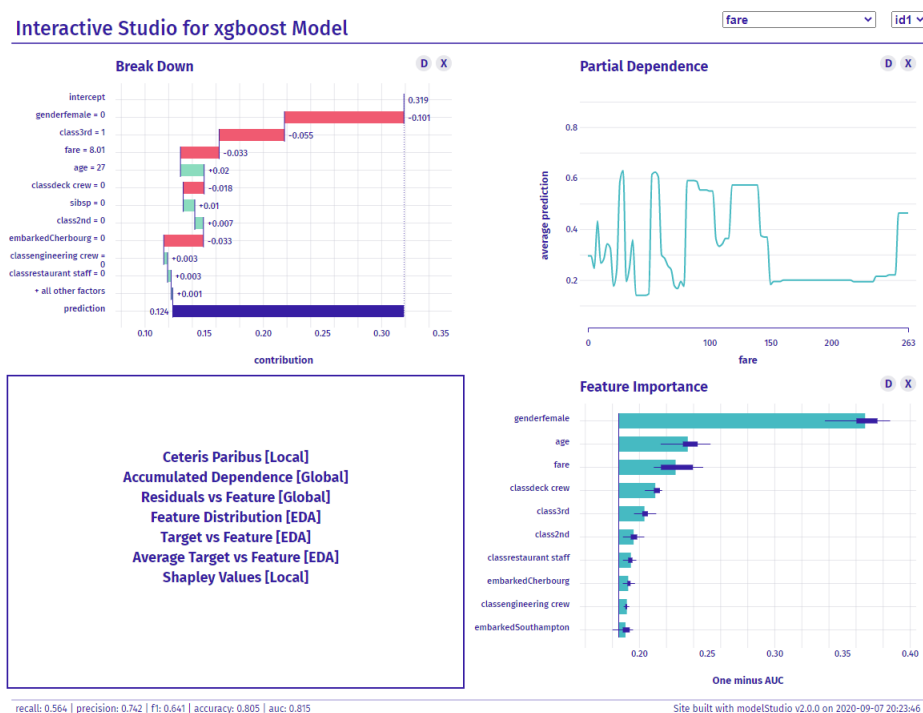 Interactive Studio for xgboost Model
fare
id1
Break Down
D X
intercept
0.319
genderfemale = 0
-0.101
class3rd = 1
-0.055
fare = 8.01
-0.033
age = 27
+0.02
classdeck crew = 0
-0.018
sibsp = 0
+0.01
class2nd = 0
+0.007
embarkedCherbourg = 0
-0.033
classengineering crew =
0
+0.003
classrestaurant staff = 0
+0.003
+ all other factors
+0.001
prediction
0.124
0.10 0.15 0.20 0.25 0.30 0.35
contribution
Partial Dependence
D X
average prediction
0.8
0.6
0.4
0.2
0 100 150 200 263
fare
Ceteris Paribus [Local]
Accumulated Dependence [Global]
Residuals vs Feature [Global]
Feature Distribution [EDA]
Target vs Feature [EDA]
Average Target vs Feature [EDA]
Shapley Values [Local]
Feature Importance
D X
genderfemale
age
fare
classdeck crew
class3rd
class2nd
classrestaurant staff
embarkedCherbourg
classengineering crew
embarkedSouthampton
0.20 0.25 0.30 0.35 0.40
One minus AUC
recall: 0.564 | precision: 0.742 | f1: 0.641 | accuracy: 0.805 | auc: 0.815
Site built with modelStudio v2.0.0 on 2020-09-07 20:23:46